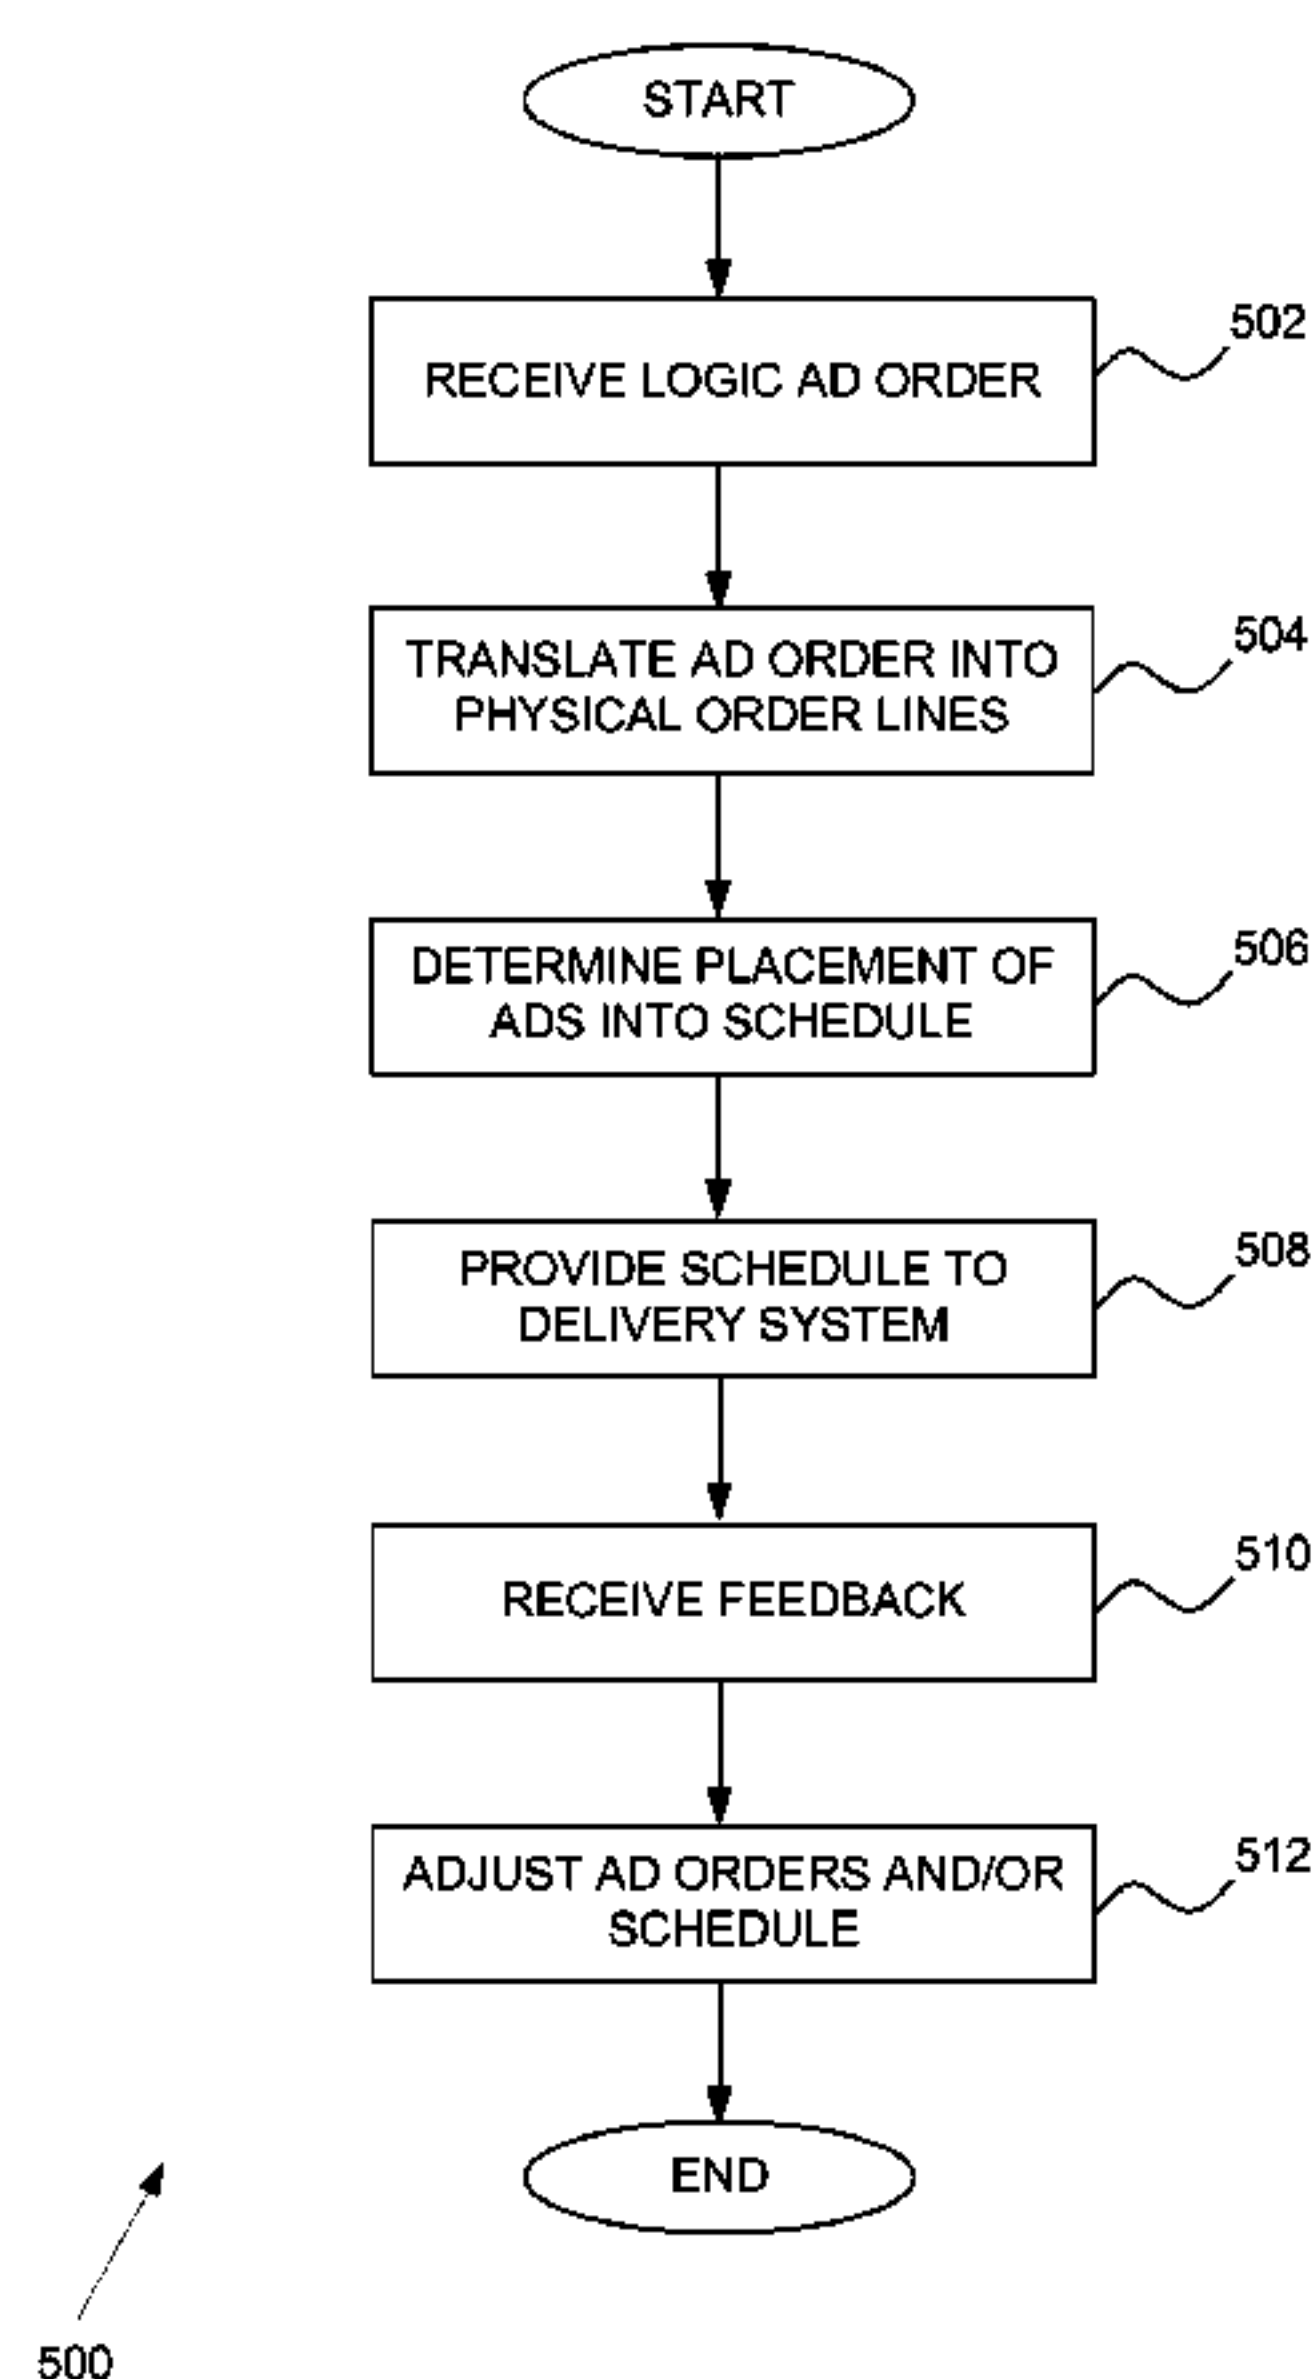 START
RECEIVE LOGIC AD ORDER
502
TRANSLATE AD ORDER INTO
PHYSICAL ORDER LINES
504
DETERMINE PLACEMENT OF
ADS INTO SCHEDULE
506
PROVIDE SCHEDULE TO
DELIVERY SYSTEM
508
RECEIVE FEEDBACK
510
ADJUST AD ORDERS AND/OR
SCHEDULE
512
END
500